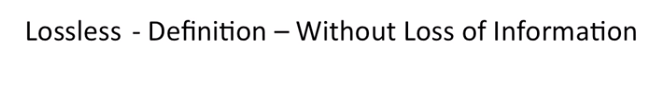 Lossless - Definition – Without Loss of Information